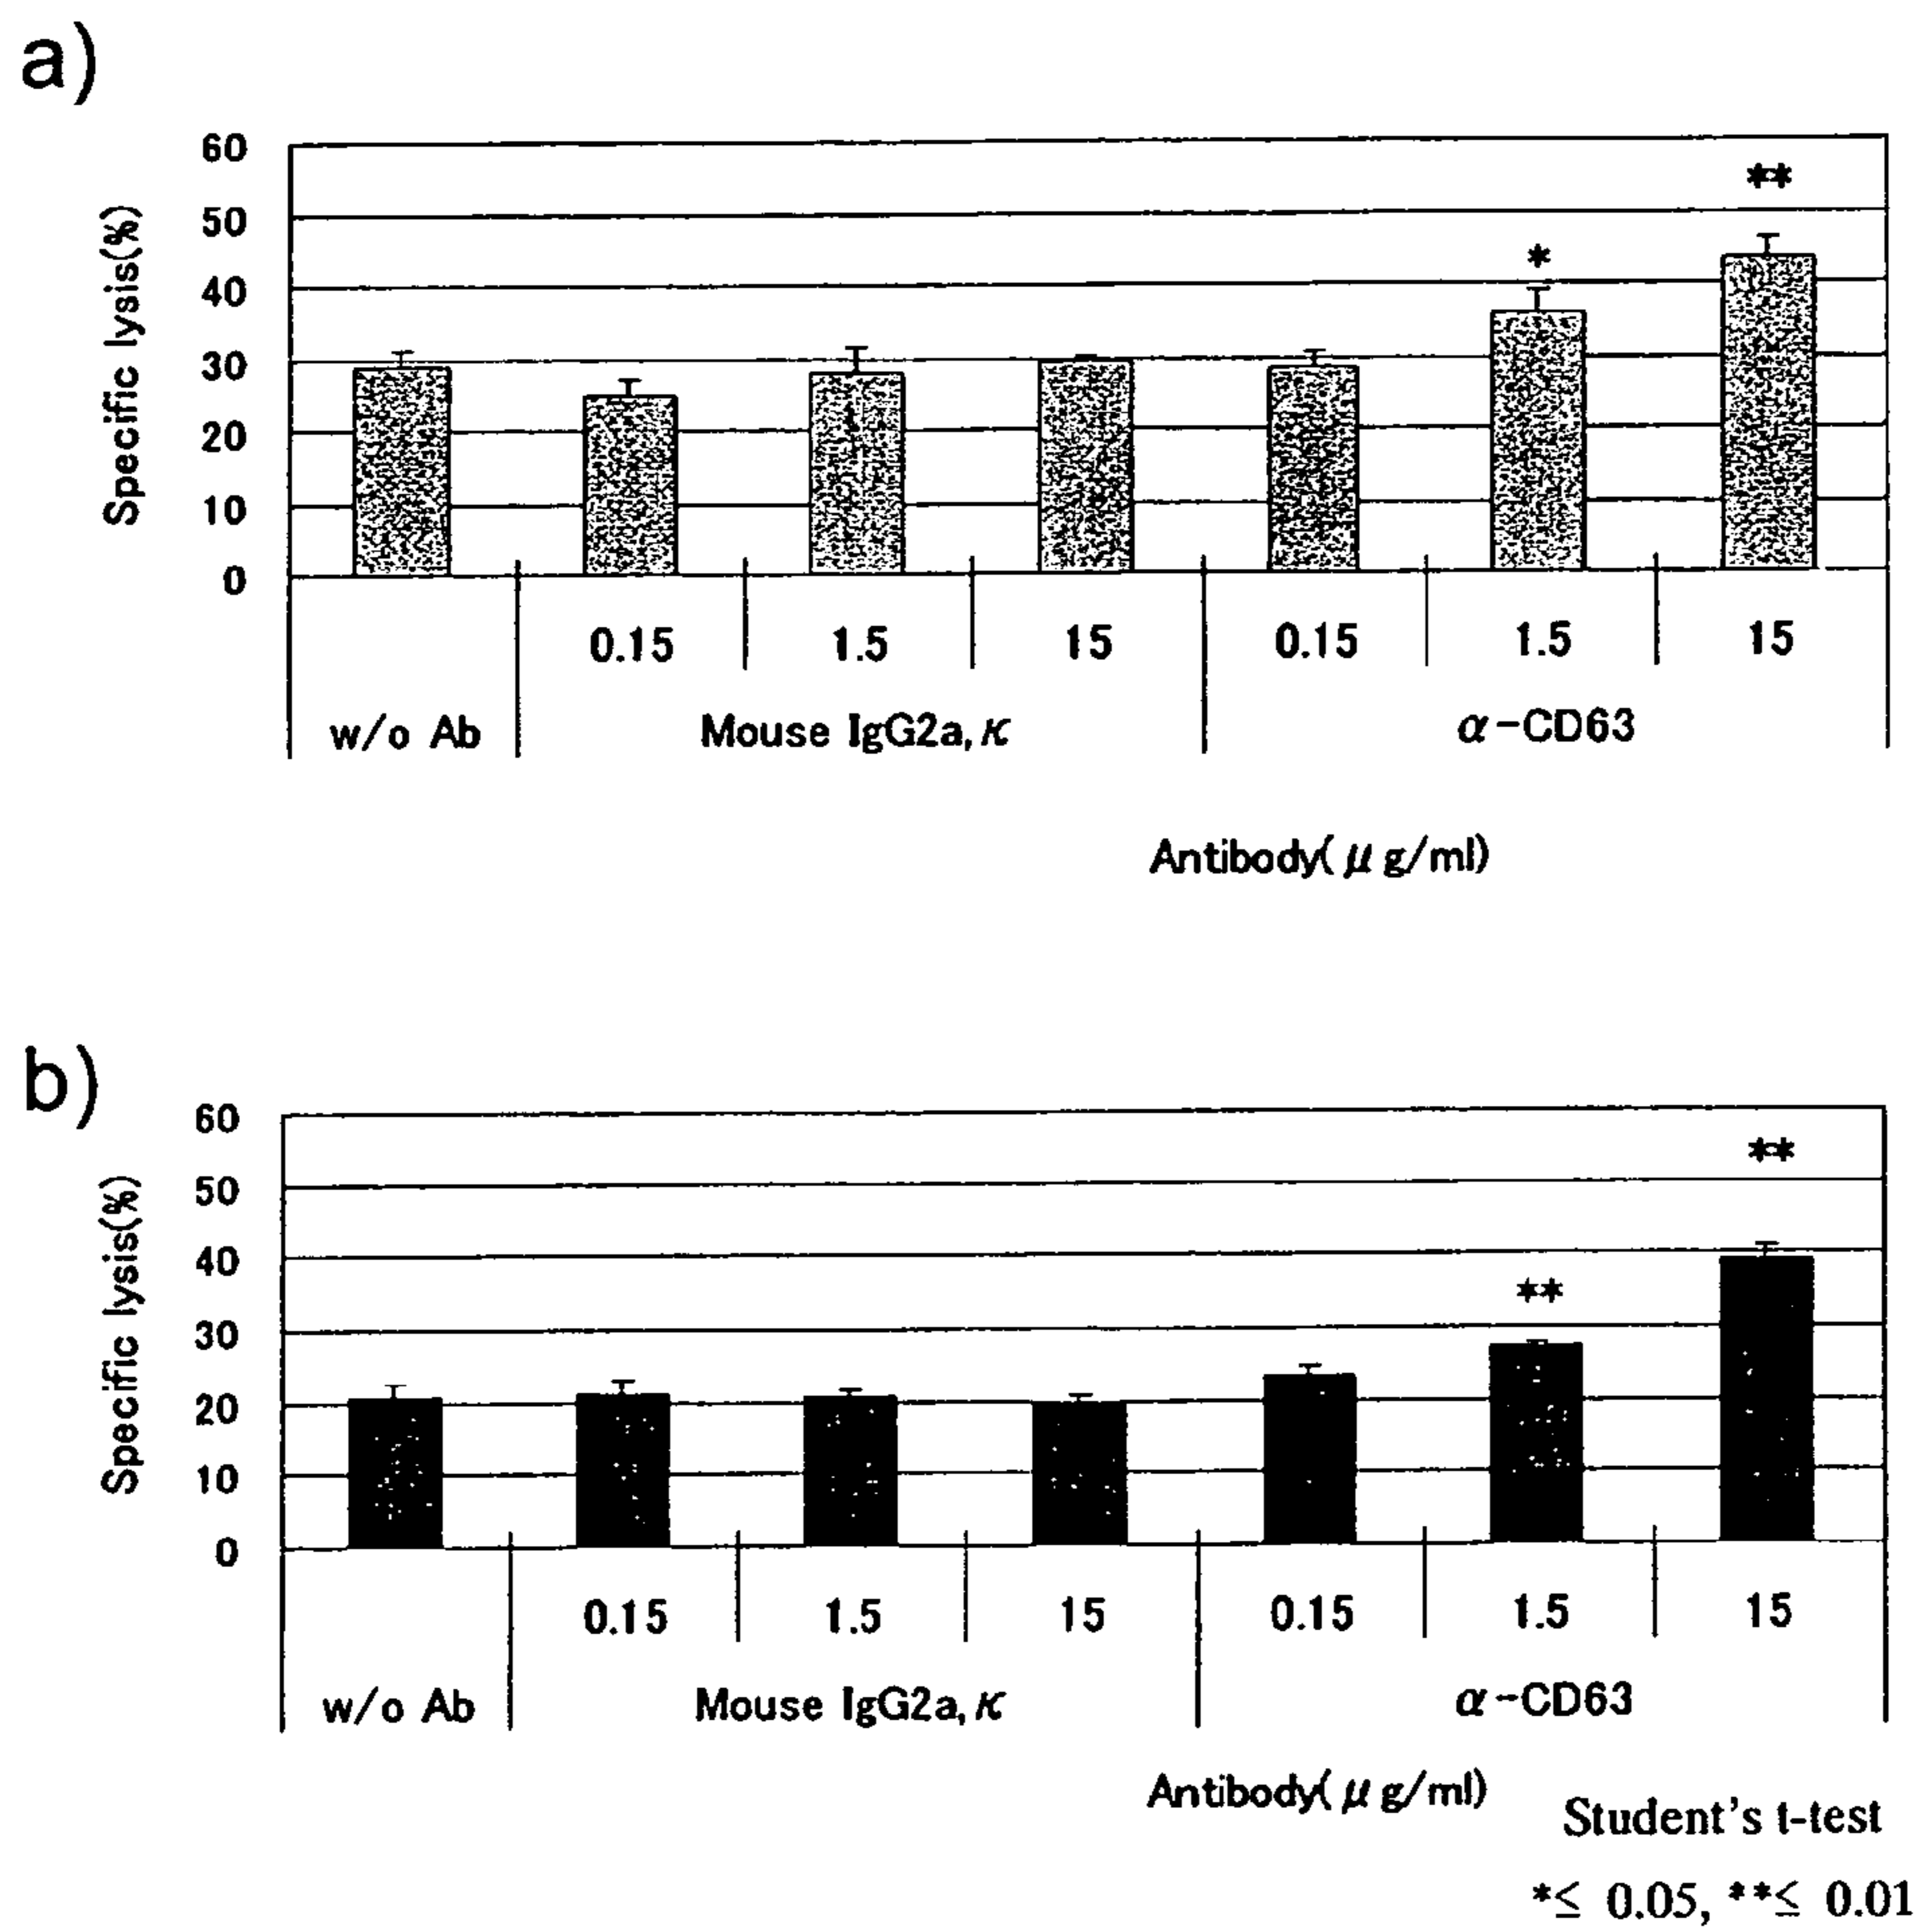 a)
Specific lysis(%)
60
**
50
*
40
30
20
10
0
0.15 1.5 15 0.15 1.5 15
w/o Ab Mouse IgG2a, κ α-CD63
Antibody( μ g/ml)
b)
Specific lysis(%)
60
**
50
40
**
30
20
10
0
0.15 1.5 15 0.15 1.5 15
w/o Ab Mouse IgG2a, κ α-CD63
Antibody( μ g/ml)
Student's t-test
*≤ 0.05, **≤ 0.01